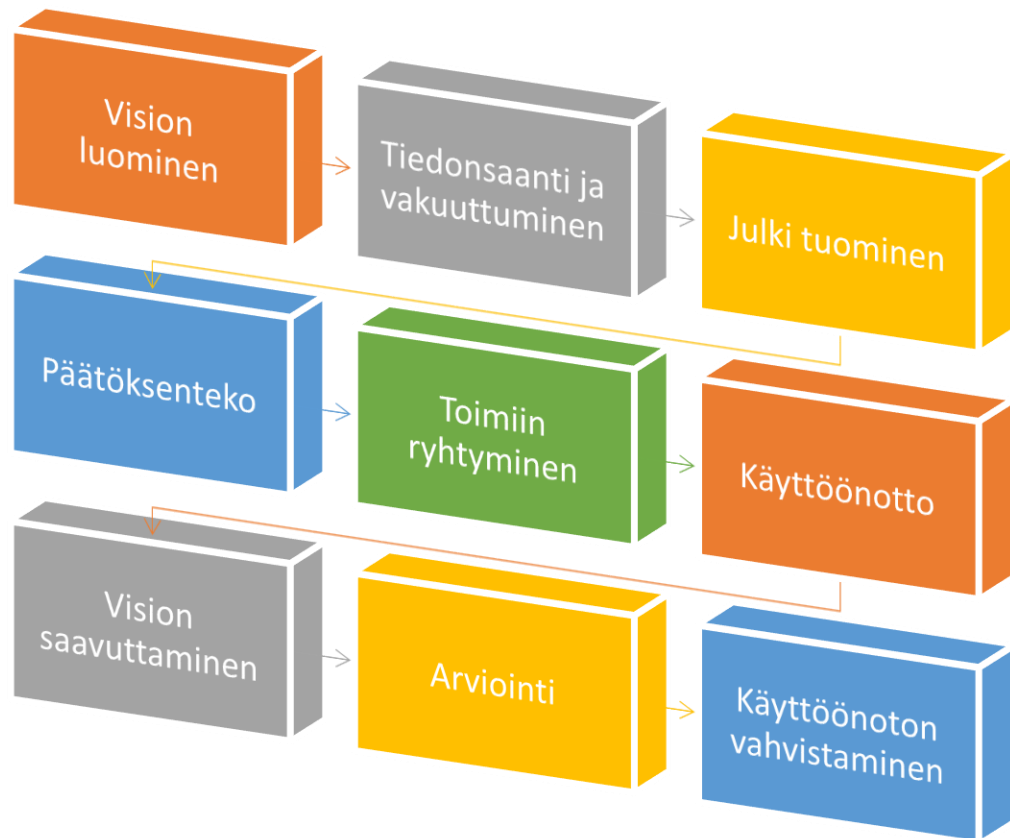 Vision
luominen
Tiedonsaanti ja
vakuuttuminen
Julki tuominen
Päätöksenteko
Toimiin
ryhtyminen
Käyttöönotto
Vision
saavuttaminen
Arviointi
Käyttöönoton
vahvistaminen